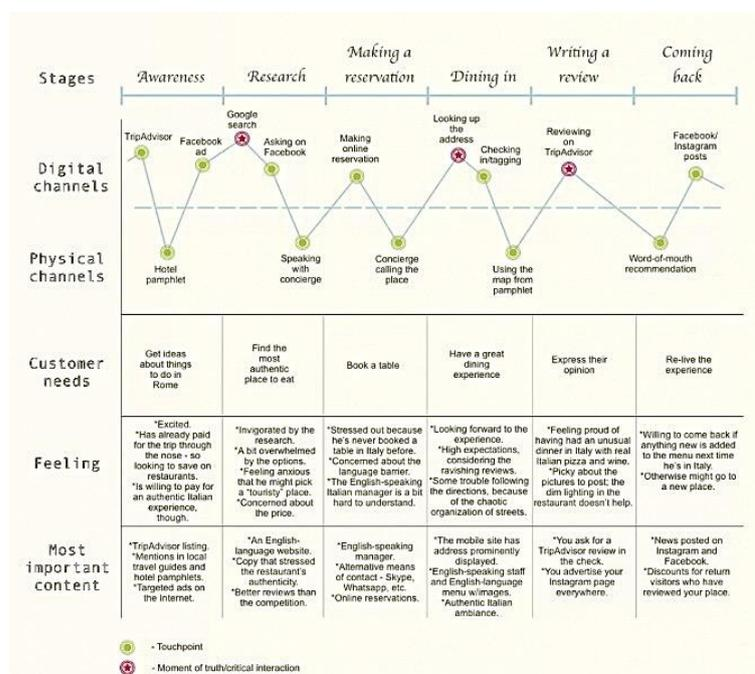 Stages
Awareness
Research
Making a
reservation
Dining in
Writing a
review
Coming
back
Digital
channels
TripAdvisor
Facebook
ad
Google
search
Asking on
Facebook
Making
online
reservation
Looking up
the
address
Checking
in/tagging
Reviewing
on
TripAdvisor
Facebook/
Instagram
posts
Physical
channels
Hotel
pamphlet
Speaking
with
concierge
Concierge
calling the
place
Using the
map from
pamphlet
Word-of-mouth
recommendation
Customer
needs
Get ideas
about things
to do in
Rome
Find the
most
authentic
place to eat
Book a table
Have a great
dining
experience
Express their
opinion
Re-live the
experience
Feeling
*Excited.
*Has already paid
for the trip through
the nose - so
looking to save on
restaurants.
*Is willing to pay for
an authentic Italian
experience,
though.
*Invigorated by the
research.
*A bit overwhelmed
by the options.
*Feeling anxious
that he might pick
a "touristy" place.
*Concerned about
the price.
*Stressed out because
he's never booked a
table in Italy before.
*Concerned about the
language barrier.
*The English-speaking
Italian manager is a bit
hard to understand.
*Looking forward to the
experience.
*High expectations,
considering the
ravishing reviews.
*Some trouble following
the directions, because
of the chaotic
organization of streets.
*Feeling proud of
having had an unusual
dinner in Italy with real
Italian pizza and wine.
*Picky about the
pictures to post; the
dim lighting in the
restaurant doesn't help.
*Willing to come back if
anything new is added
to the menu next time
he's in Italy.
*Otherwise might go to
a new place.
Most
important
content
*TripAdvisor listing.
*Mentions in local
travel guides and
hotel pamphlets.
*Targeted ads on
the Internet.
*An English-
language website.
*Copy that stressed
the restaurant's
authenticity.
*Better reviews than
the competition.
*English-speaking
manager.
*Alternative means
of contact - Skype,
Whatsapp, etc.
*Online reservations.
*The mobile site has
address prominently
displayed.
*English-speaking staff
and English-language
menu w/images.
*Authentic Italian
ambiance.
*You ask for a
TripAdvisor review in
the check.
*You advertise your
Instagram page
everywhere.
*News posted on
Instagram and
Facebook.
*Discounts for return
visitors who have
reviewed your place.
- Touchpoint
- Moment of truth/critical interaction